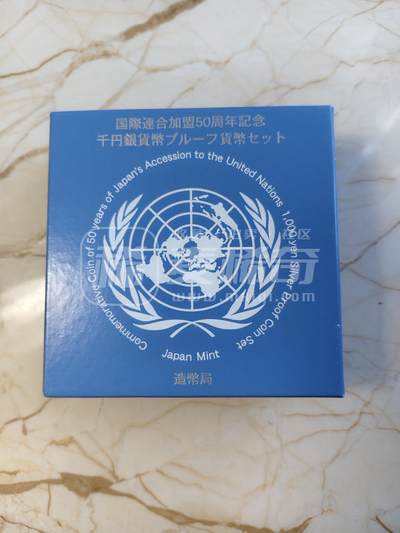 国際連合加盟50周年記念
千円銀貨幣プルーフ貨幣セット
Commemorative Coin of 50 years of Japan's Accession to the United Nations 1,000 yen Silver Proof Coin Set
Japan Mint
造幣局